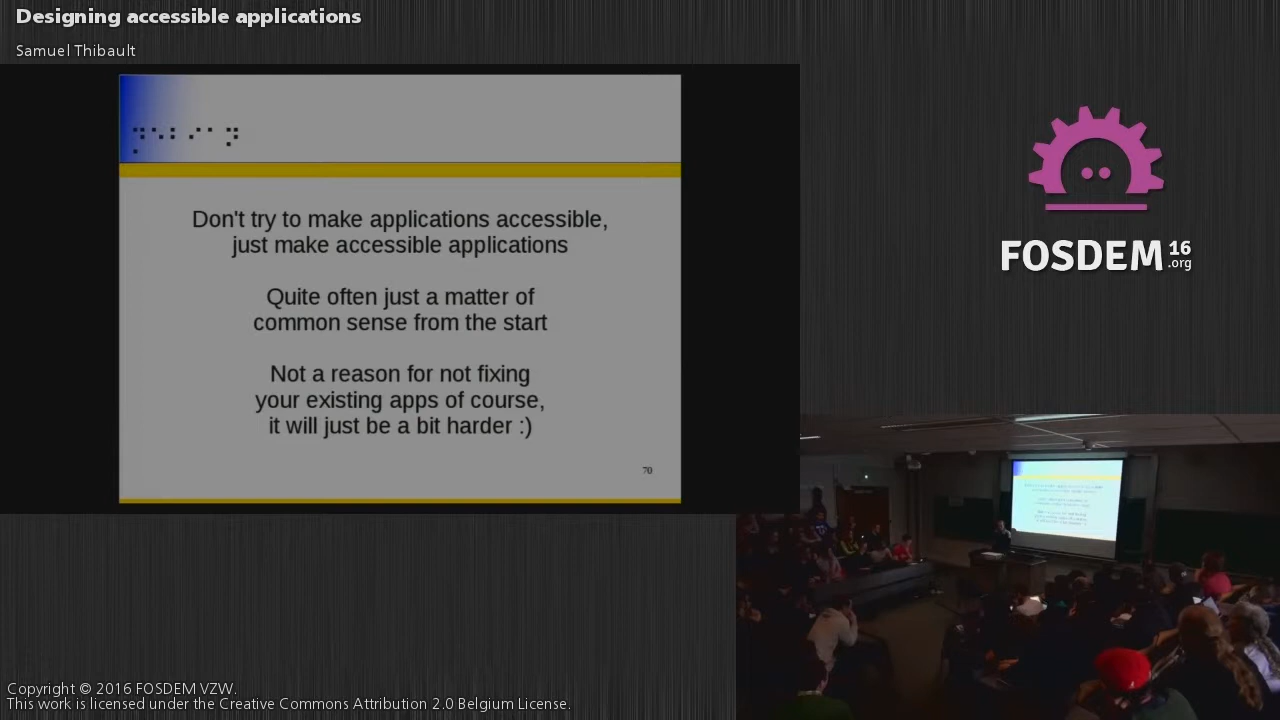 Designing accessible applications
Samuel Thibault
⡙⠑⠃⠊⠁⠝
Don't try to make applications accessible,
just make accessible applications
Quite often just a matter of
common sense from the start
Not a reason for not fixing
your existing apps of course,
it will just be a bit harder :)
70
FOSDEM 16
.org
Copyright © 2016 FOSDEM VZW.
This work is licensed under the Creative Commons Attribution 2.0 Belgium License.